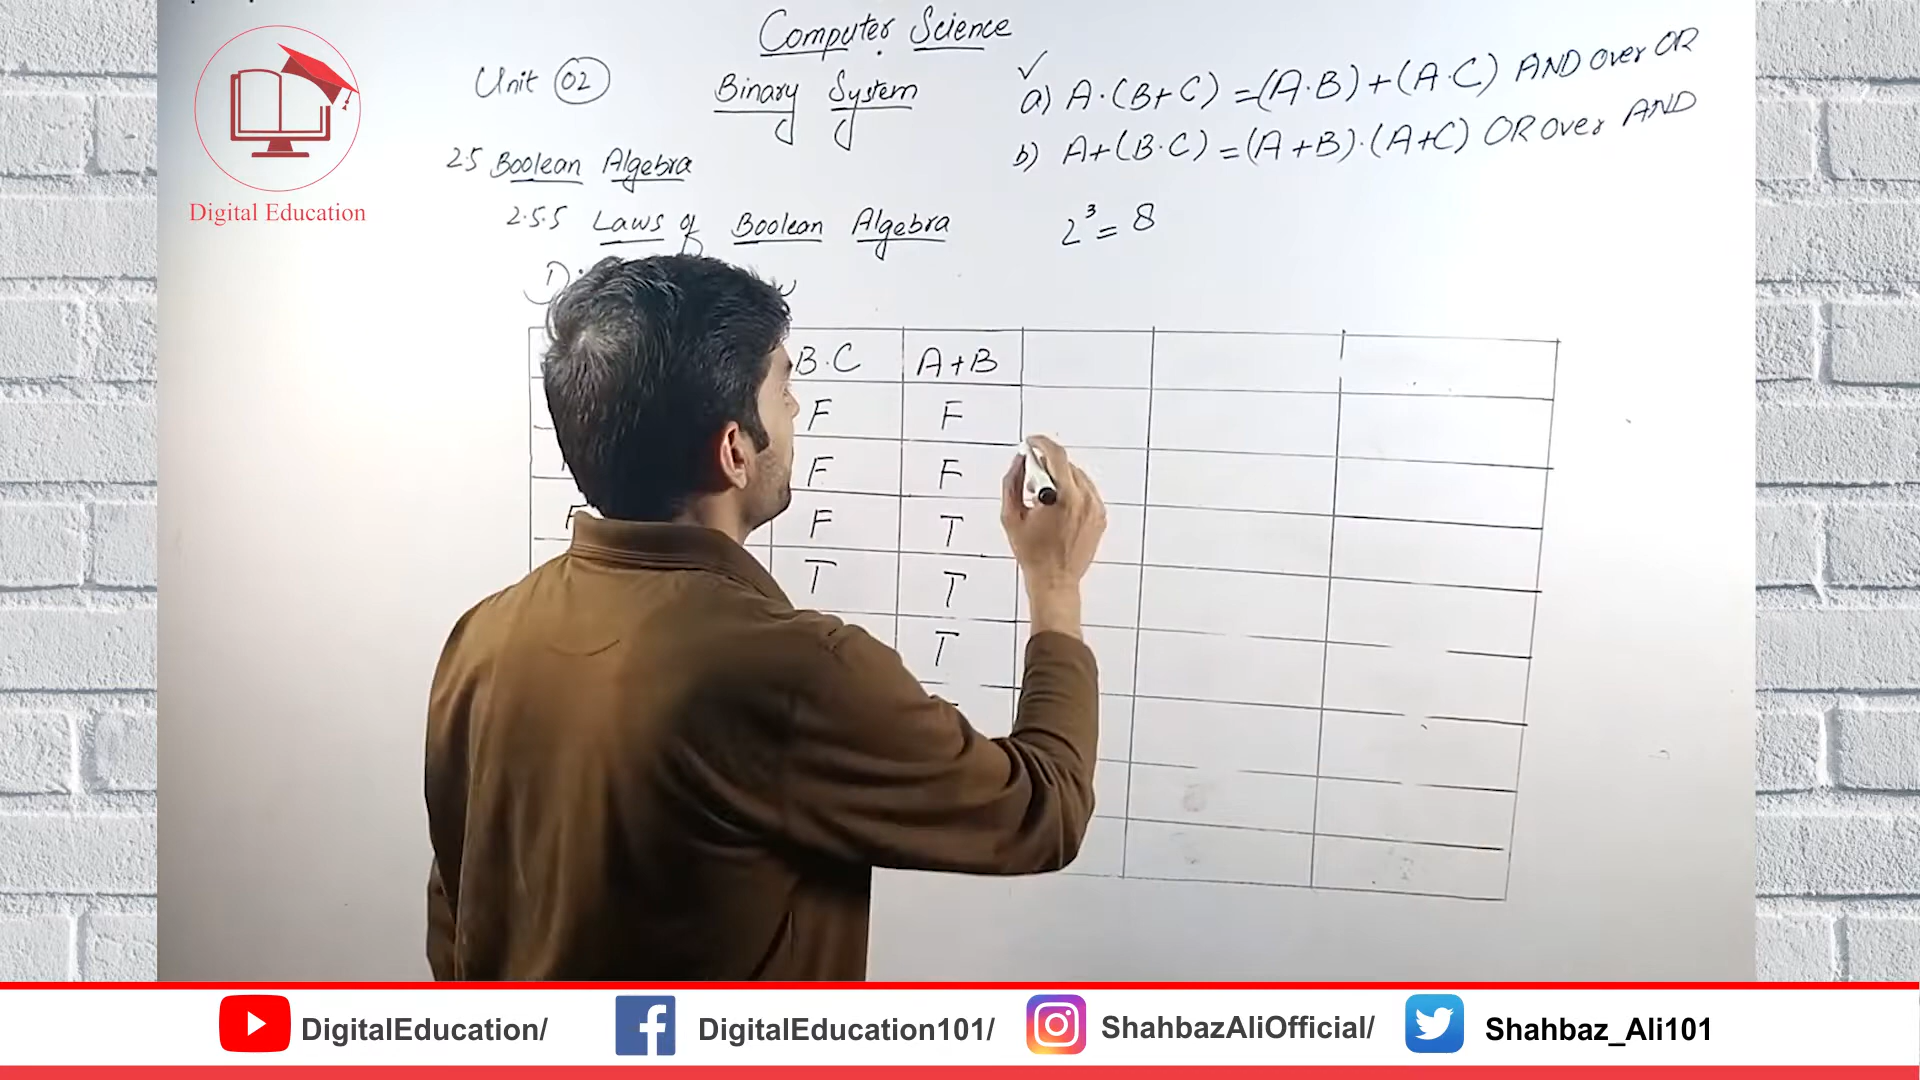 Computer Science
Unit 02
Binary System
a) A·(B+C) =(A·B)+(A·C) AND over OR
b) A+(B·C)=(A+B)·(A+C) OR over AND
2.5 Boolean Algebra
2.5.5 Laws of Boolean Algebra
2³ = 8
B·C A+B
F F
F F
F F T
T T
T
Digital Education
DigitalEducation/
DigitalEducation101/
ShahbazAliOfficial/
Shahbaz_Ali101